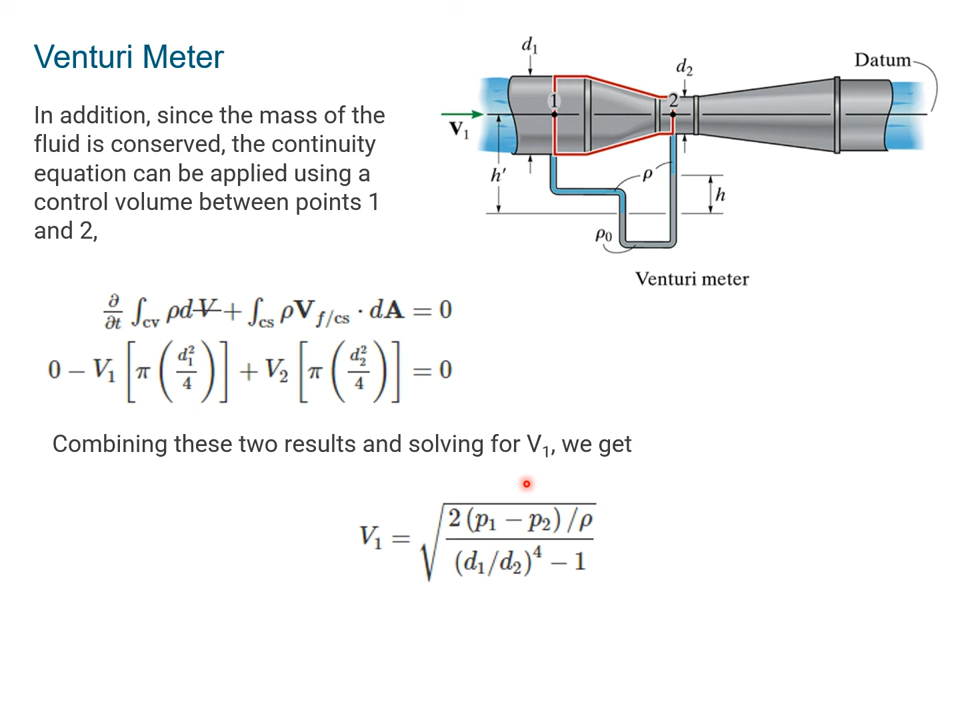 Venturi Meter
In addition, since the mass of the
fluid is conserved, the continuity
equation can be applied using a
control volume between points 1
and 2,
d₁
d₂
Datum
1
2
V₁
h′
ρ
h
ρ₀
Venturi meter
∂/∂t ∫cv ρdV + ∫cs ρV f/cs · dA = 0
0 − V₁ [π (d₁²/4)] + V₂ [π (d₂²/4)] = 0
Combining these two results and solving for V₁, we get
V₁ = √(2 (p₁ − p₂) /ρ / (d₁/d₂)⁴ − 1)